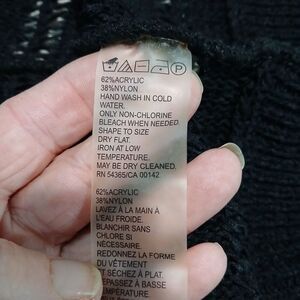 62%ACRYLIC
38%NYLON
HAND WASH IN COLD
WATER.
ONLY NON-CHLORINE
BLEACH WHEN NEEDED.
SHAPE TO SIZE
DRY FLAT.
IRON AT LOW
TEMPERATURE.
MAY BE DRY CLEANED.
RN 54365/CA 00142
62%ACRYLIC
38%NYLON
LAVEZ À LA MAIN À
L'EAU FROIDE.
BLANCHIR SANS
CHLORE SI
NÉCESSAIRE.
REDONNEZ LA FORME
DU VÊTEMENT
ET SÉCHEZ À PLAT.
REPASSEZ À BASSE
TEMPÉRATURE